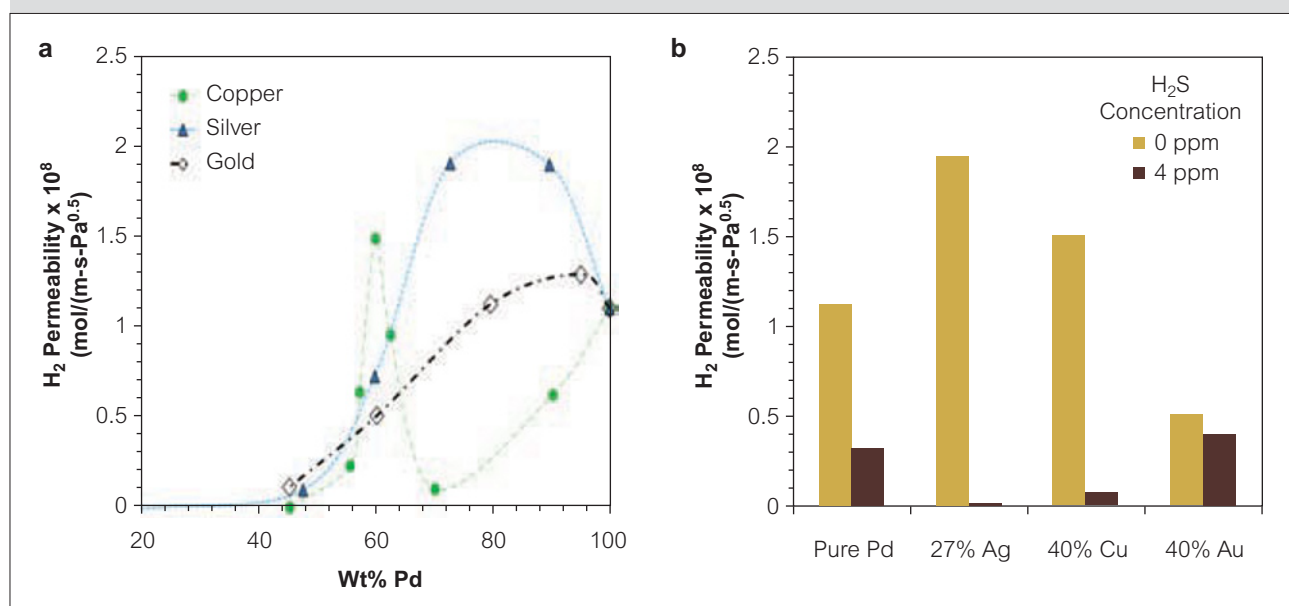 a
2.5
2
1.5
1
0.5
0
H₂ Permeability x 10⁸
(mol/(m-s-Pa⁰·⁵)
Copper
Silver
Gold
20
40
60
80
100
Wt% Pd
b
2.5
2
1.5
1
0.5
0
H₂ Permeability x 10⁸
(mol/(m-s-Pa⁰·⁵)
H₂S
Concentration
0 ppm
4 ppm
Pure Pd
27% Ag
40% Cu
40% Au